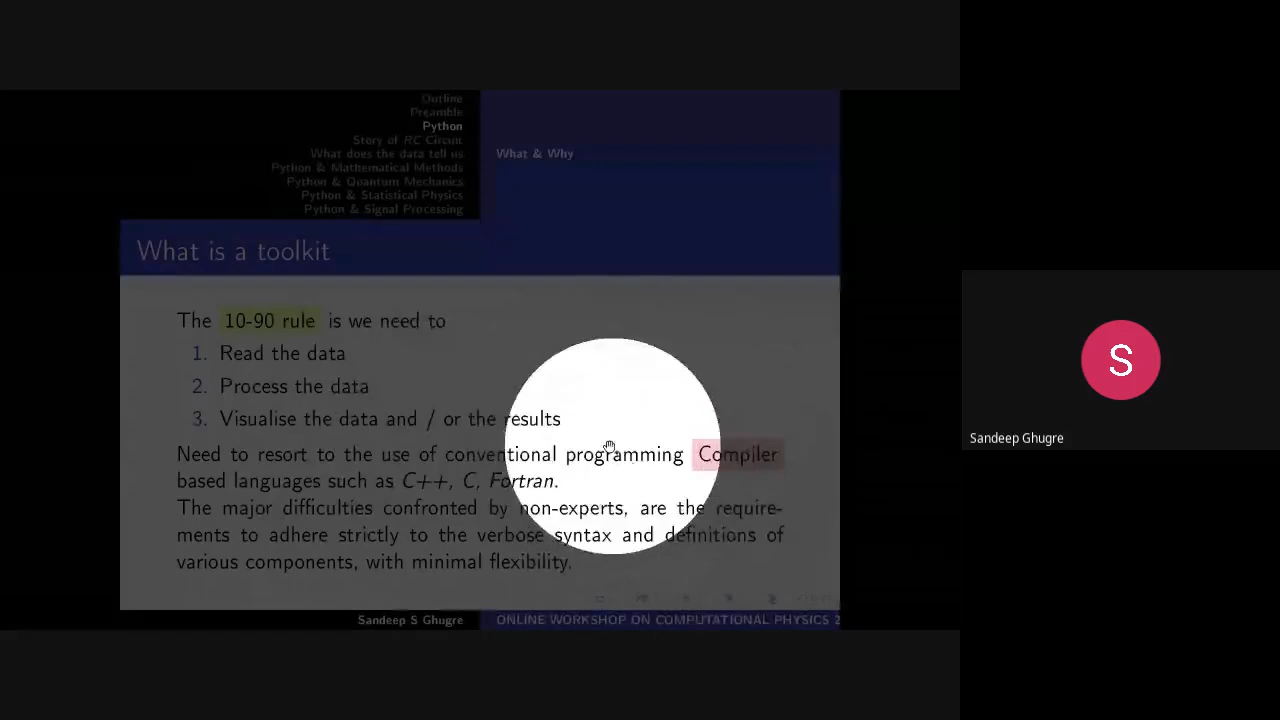 Outline
Preamble
Python
Story of RC Circuit
What does the data tell us
Python & Mathematical Methods
Python & Quantum Mechanics
Python & Statistical Physics
Python & Signal Processing
What & Why
What is a toolkit
The 10-90 rule is we need to
1. Read the data
2. Process the data
3. Visualise the data and / or the results
Need to resort to the use of conventional programming Compiler
based languages such as C++, C, Fortran.
The major difficulties confronted by non-experts, are the require-
ments to adhere strictly to the verbose syntax and definitions of
various components, with minimal flexibility.
Sandeep S Ghugre
ONLINE WORKSHOP ON COMPUTATIONAL PHYSICS 2
S
Sandeep Ghugre